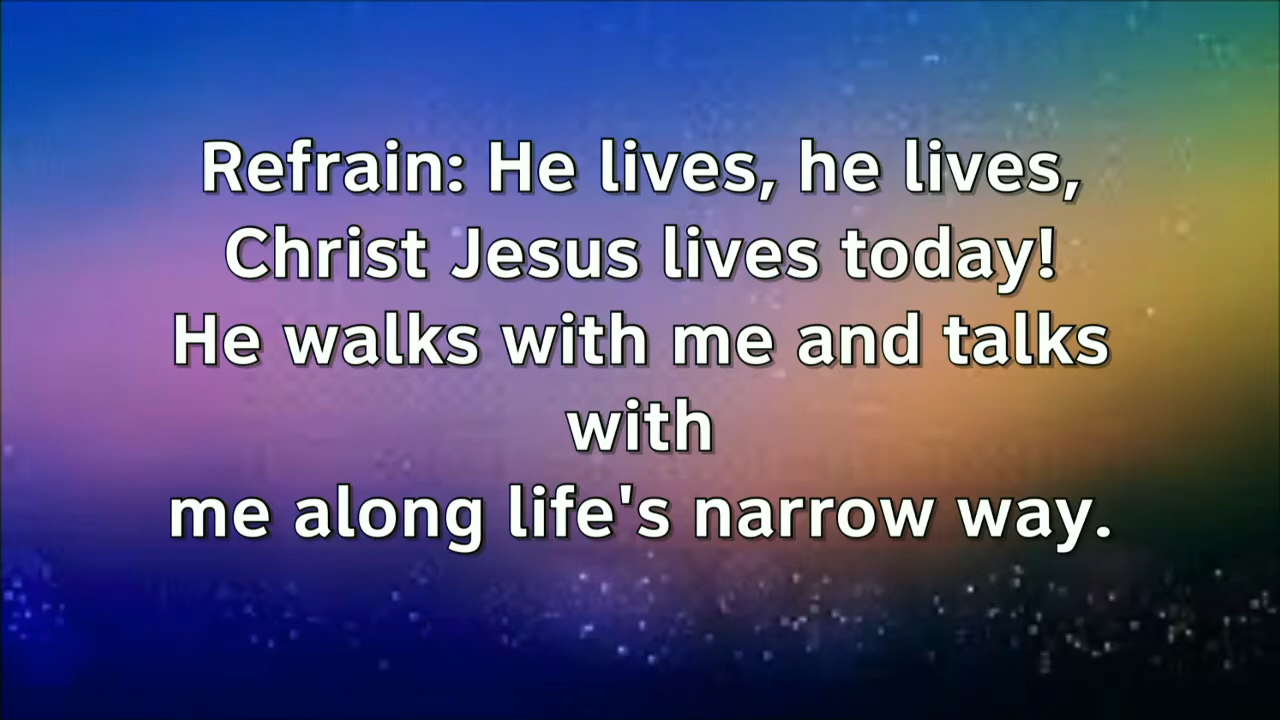 Refrain: He lives, he lives,
Christ Jesus lives today!
He walks with me and talks
with
me along life's narrow way.